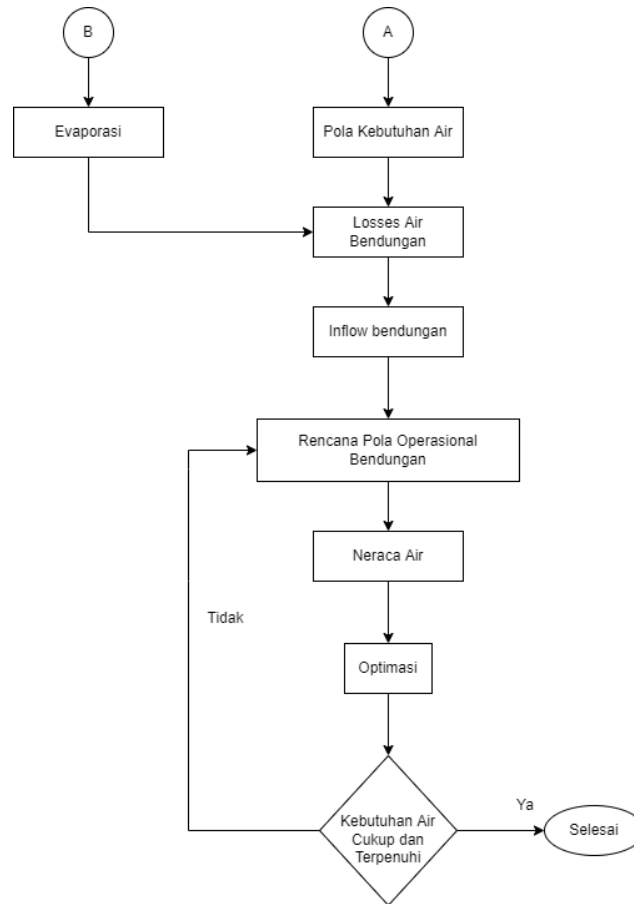 B
A
Evaporasi
Pola Kebutuhan Air
Losses Air
Bendungan
Inflow bendungan
Rencana Pola Operasional
Bendungan
Neraca Air
Tidak
Optimasi
Kebutuhan Air
Cukup dan
Terpenuhi
Ya
Selesai